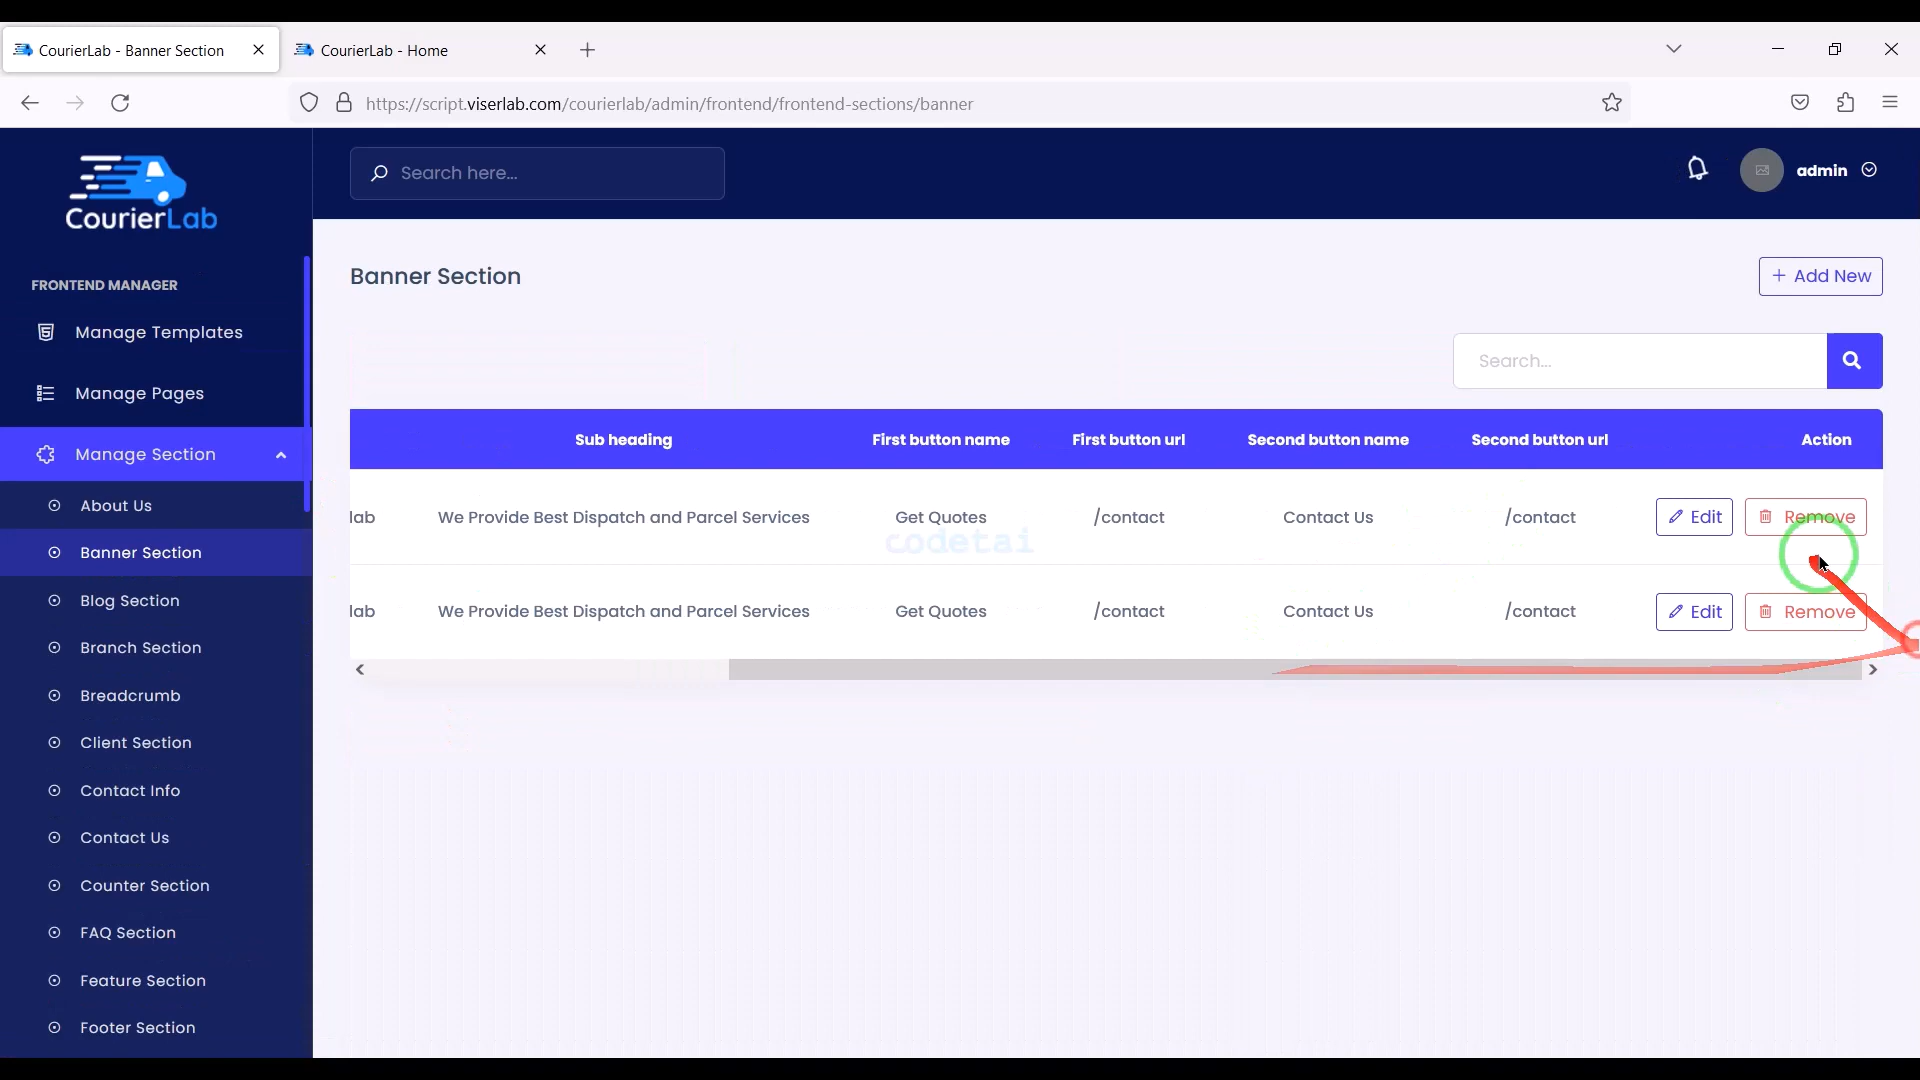 CourierLab - Banner Section
CourierLab - Home
https://script.viserlab.com/courierlab/admin/frontend/frontend-sections/banner
CourierLab
Search here...
admin
FRONTEND MANAGER
Manage Templates
Manage Pages
Manage Section
About Us
Banner Section
Blog Section
Branch Section
Breadcrumb
Client Section
Contact Info
Contact Us
Counter Section
FAQ Section
Feature Section
Footer Section
Banner Section
+ Add New
Search...
Sub heading First button name First button url Second button name Second button url Action
lab We Provide Best Dispatch and Parcel Services Get Quotes /contact Contact Us /contact Edit Remove
codetai
lab We Provide Best Dispatch and Parcel Services Get Quotes /contact Contact Us /contact Edit Remove